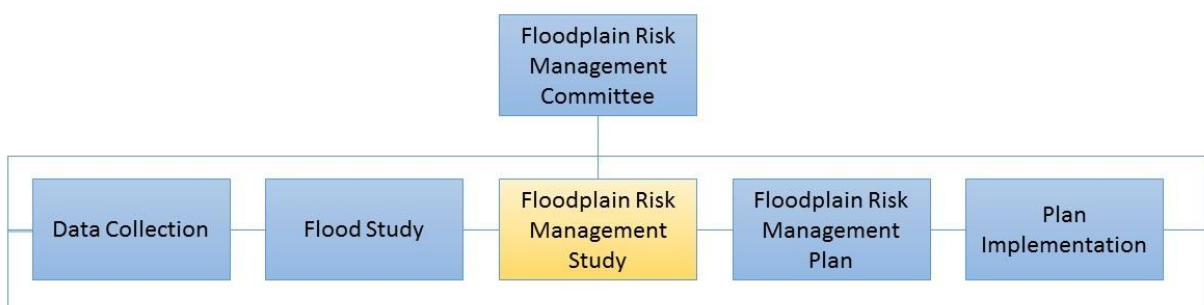 Floodplain Risk
Management
Committee
Data Collection
Flood Study
Floodplain Risk
Management
Study
Floodplain Risk
Management
Plan
Plan
Implementation